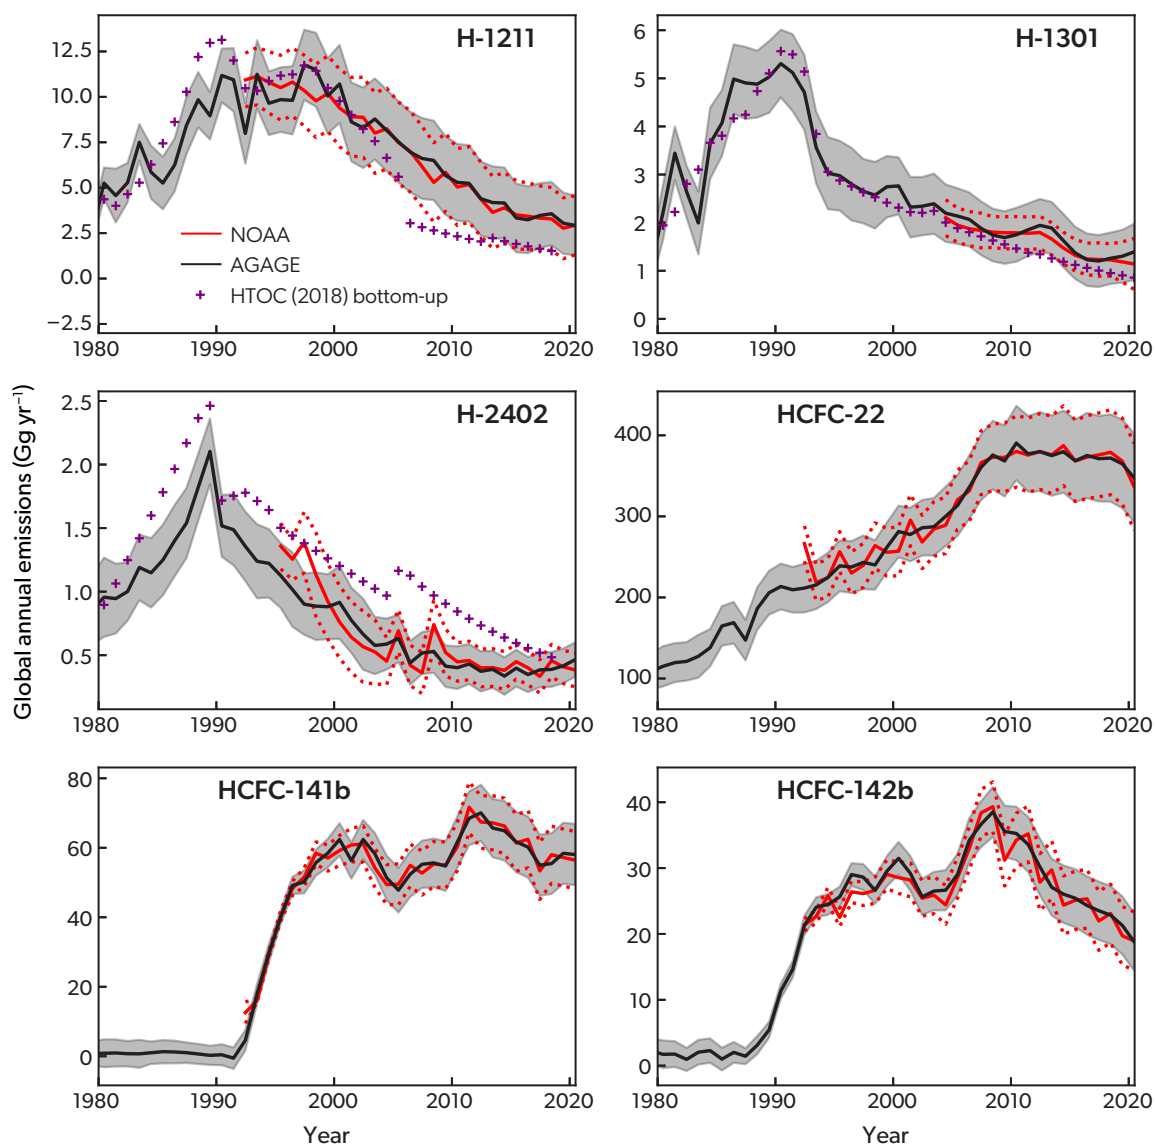 H-1211
12.5
10.0
7.5
5.0
2.5
0.0
−2.5
NOAA
AGAGE
HTOC (2018) bottom-up
1980 1990 2000 2010 2020
H-1301
6
5
4
3
2
1
0
1980 1990 2000 2010 2020
Global annual emissions (Gg yr⁻¹)
H-2402
2.5
2.0
1.5
1.0
0.5
1980 1990 2000 2010 2020
HCFC-22
400
300
200
100
1980 1990 2000 2010 2020
HCFC-141b
80
60
40
20
0
1980 1990 2000 2010 2020
Year
HCFC-142b
40
30
20
10
0
1980 1990 2000 2010 2020
Year